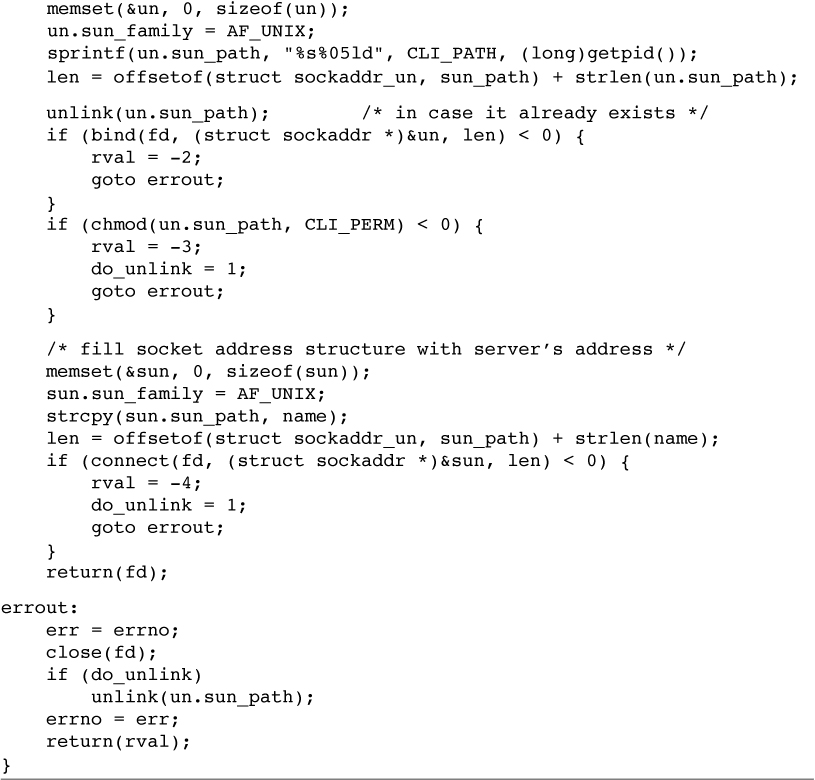 memset(&un, 0, sizeof(un));
    un.sun_family = AF_UNIX;
    sprintf(un.sun_path, "%s%05ld", CLI_PATH, (long)getpid());
    len = offsetof(struct sockaddr_un, sun_path) + strlen(un.sun_path);

    unlink(un.sun_path);        /* in case it already exists */
    if (bind(fd, (struct sockaddr *)&un, len) < 0) {
        rval = -2;
        goto errout;
    }
    if (chmod(un.sun_path, CLI_PERM) < 0) {
        rval = -3;
        do_unlink = 1;
        goto errout;
    }

    /* fill socket address structure with server’s address */
    memset(&sun, 0, sizeof(sun));
    sun.sun_family = AF_UNIX;
    strcpy(sun.sun_path, name);
    len = offsetof(struct sockaddr_un, sun_path) + strlen(name);
    if (connect(fd, (struct sockaddr *)&sun, len) < 0) {
        rval = -4;
        do_unlink = 1;
        goto errout;
    }
    return(fd);

errout:
    err = errno;
    close(fd);
    if (do_unlink)
        unlink(un.sun_path);
    errno = err;
    return(rval);
}